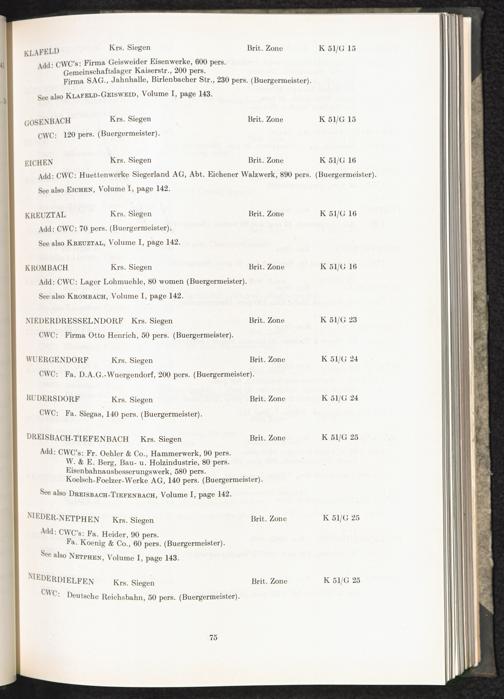 KLAFELD Krs. Siegen Brit. Zone K 51/G 15
Add: CWC's: Firma Geisweider Eisenwerke, 600 pers.
Gemeinschaftslager Kaiserstr., 200 pers.
Firma SAG., Jahnhalle, Birlenbacher Str., 230 pers. (Buergermeister).
See also KLAFELD-GEISWEID, Volume I, page 143.
GOSENBACH Krs. Siegen Brit. Zone K 51/G 15
CWC: 120 pers. (Buergermeister).
EICHEN Krs. Siegen Brit. Zone K 51/G 16
Add: CWC: Huettenwerke Siegerland AG, Abt. Eichener Walzwerk, 890 pers. (Buergermeister).
See also EICHEN, Volume I, page 142.
KREUZTAL Krs. Siegen Brit. Zone K 51/G 16
Add: CWC: 70 pers. (Buergermeister).
See also KREUZTAL, Volume I, page 142.
KROMBACH Krs. Siegen Brit. Zone K 51/G 16
Add: CWC: Lager Lohmuehle, 80 women (Buergermeister).
See also KROMBACH, Volume I, page 142.
NIEDERDRESSELNDORF Krs. Siegen Brit. Zone K 51/G 23
CWC: Firma Otto Henrich, 50 pers. (Buergermeister).
WUERGENDORF Krs. Siegen Brit. Zone K 51/G 24
CWC: Fa. D.A.G.-Wuergendorf, 200 pers. (Buergermeister).
RUDERSDORF Krs. Siegen Brit. Zone K 51/G 24
CWC: Fa. Siegas, 140 pers. (Buergermeister).
DREISBACH-TIEFENBACH Krs. Siegen Brit. Zone K 51/G 25
Add: CWC's: Fr. Oehler & Co., Hammerwerk, 90 pers.
W. & E. Berg, Bau- u. Holzindustrie, 80 pers.
Eisenbahnausbesserungswerk, 580 pers.
Koelsch-Foelzer-Werke AG, 140 pers. (Buergermeister).
See also DREISBACH-TIEFENBACH, Volume I, page 142.
NIEDER-NETPHEN Krs. Siegen Brit. Zone K 51/G 25
Add: CWC's: Fa. Heider, 90 pers.
Fa. Koenig & Co., 60 pers. (Buergermeister).
See also NETPHEN, Volume I, page 143.
NIEDERDIELFEN Krs. Siegen Brit. Zone K 51/G 25
CWC: Deutsche Reichsbahn, 50 pers. (Buergermeister).
75